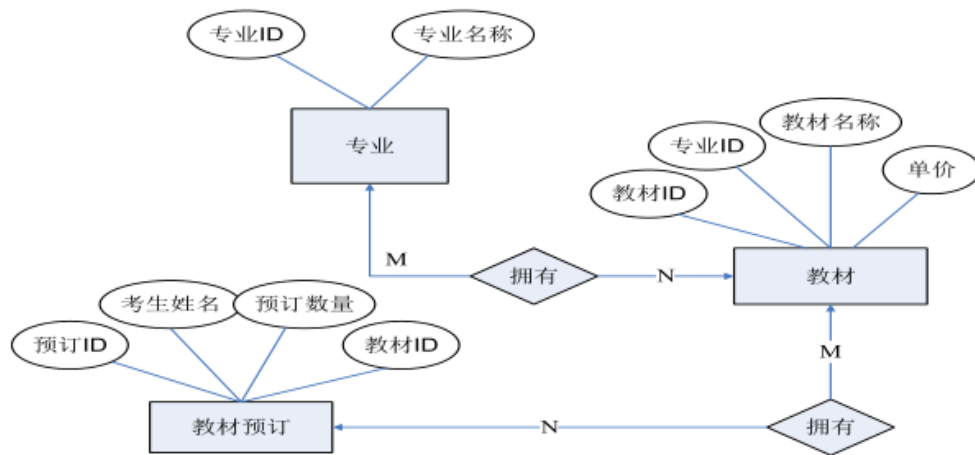 专业ID
专业名称
专业
教材名称
专业ID
单价
教材ID
M
拥有
N
教材
考生姓名
预订数量
预订ID
教材ID
M
教材预订
N
拥有